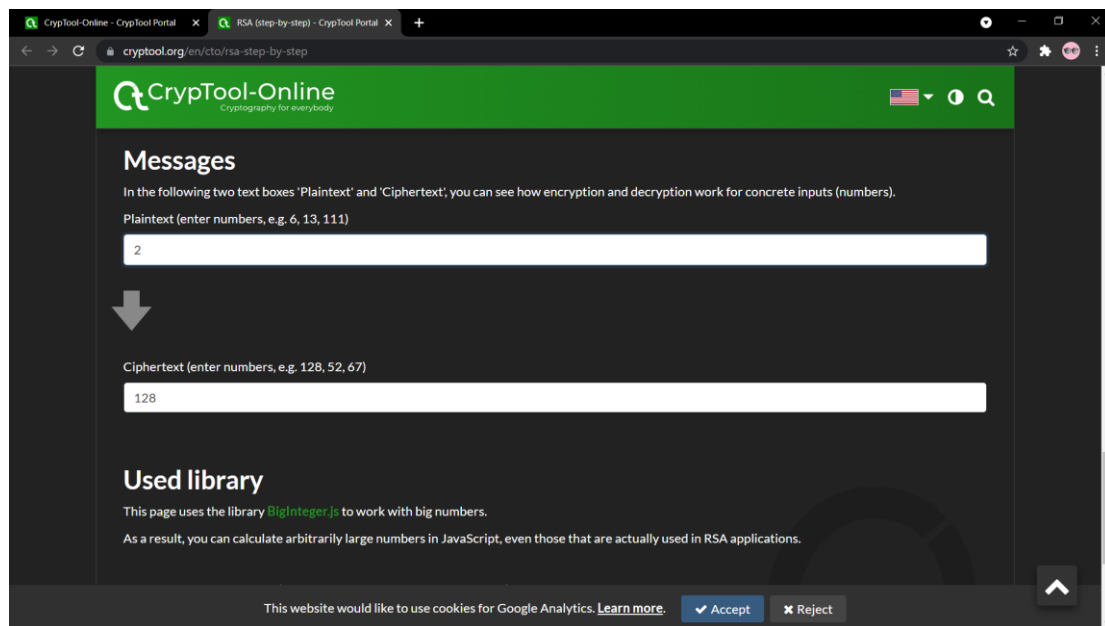 CrypTool-Online - CrypTool Portal
RSA (step-by-step) - CrypTool Portal
cryptool.org/en/cto/rsa-step-by-step
CrypTool-Online
Cryptography for everybody
Messages
In the following two text boxes 'Plaintext' and 'Ciphertext', you can see how encryption and decryption work for concrete inputs (numbers).
Plaintext (enter numbers, e.g. 6, 13, 111)
2
Ciphertext (enter numbers, e.g. 128, 52, 67)
128
Used library
This page uses the library BigInteger.js to work with big numbers.
As a result, you can calculate arbitrarily large numbers in JavaScript, even those that are actually used in RSA applications.
This website would like to use cookies for Google Analytics. Learn more. Accept Reject